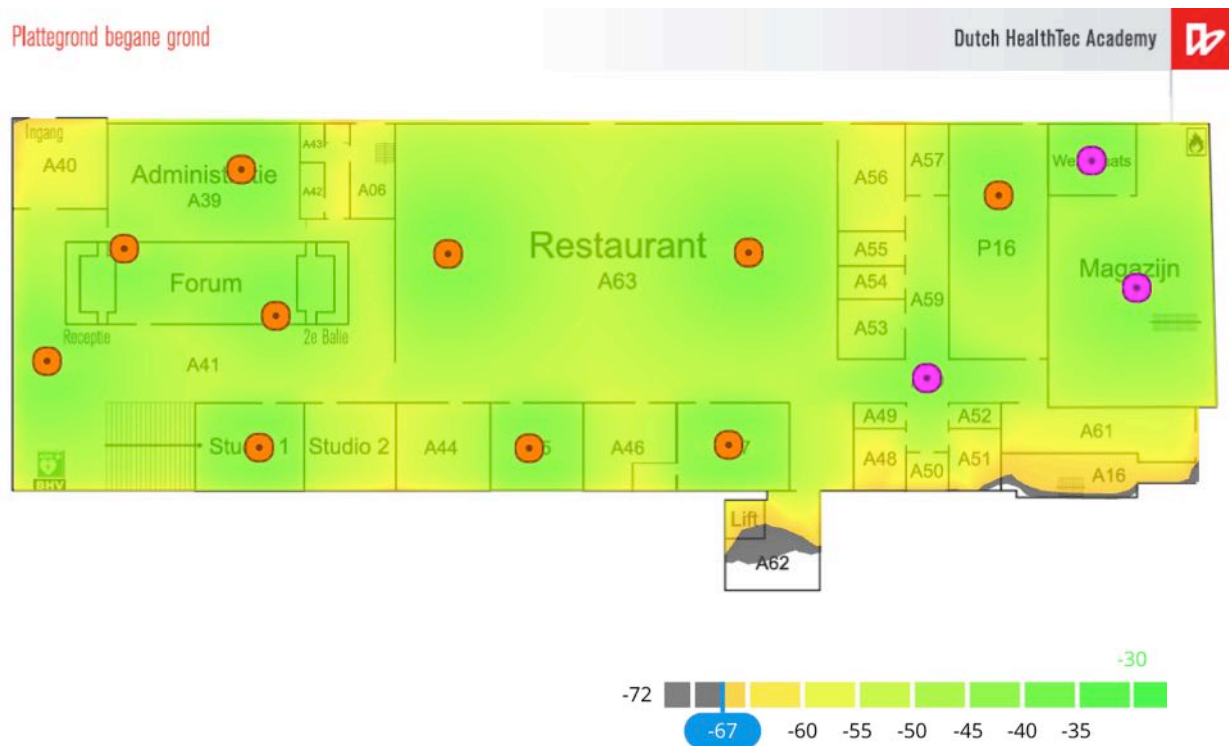 Plattegrond begane grond
Dutch HealthTec Academy
Ingang
A40
Administratie
A39
A43
A42
A06
Forum
Receptie
2e Balie
A41
Restaurant
A63
A56
A57
A55
A54
A53
A59
P16
Magazijn
Studio 2
A44
A46
A49
A52
A48
A50
A51
A61
A16
BHV
Lift
A62
-30
-72
-67 -60 -55 -50 -45 -40 -35